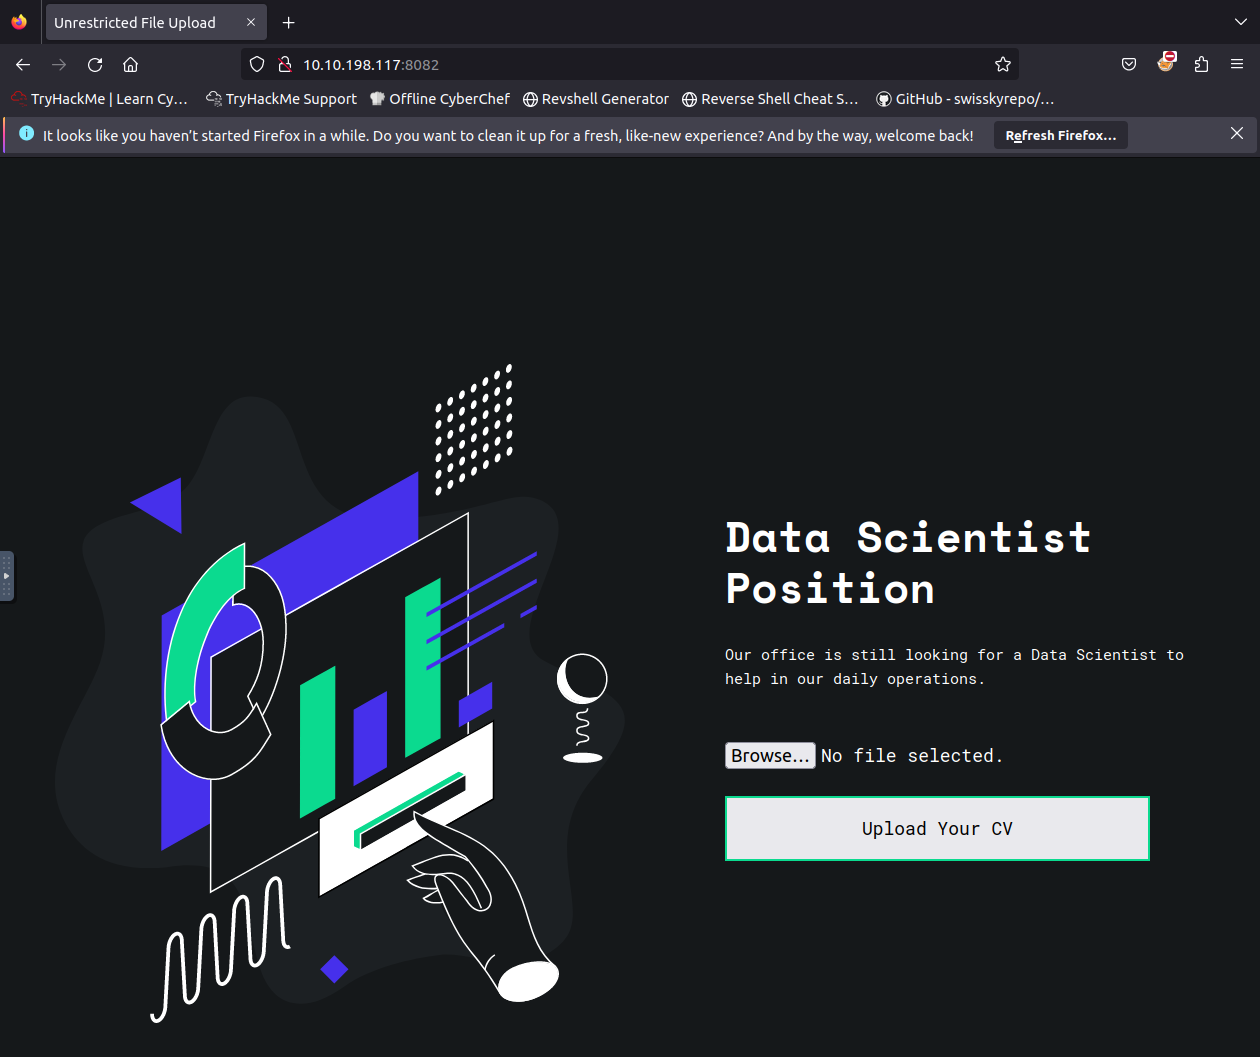 Unrestricted File Upload
10.10.198.117:8082
TryHackMe | Learn Cy... TryHackMe Support Offline CyberChef Revshell Generator Reverse Shell Cheat S... GitHub - swisskyrepo/...
It looks like you haven't started Firefox in a while. Do you want to clean it up for a fresh, like-new experience? And by the way, welcome back! Refresh Firefox...
Data Scientist
Position
Our office is still looking for a Data Scientist to
help in our daily operations.
Browse... No file selected.
Upload Your CV